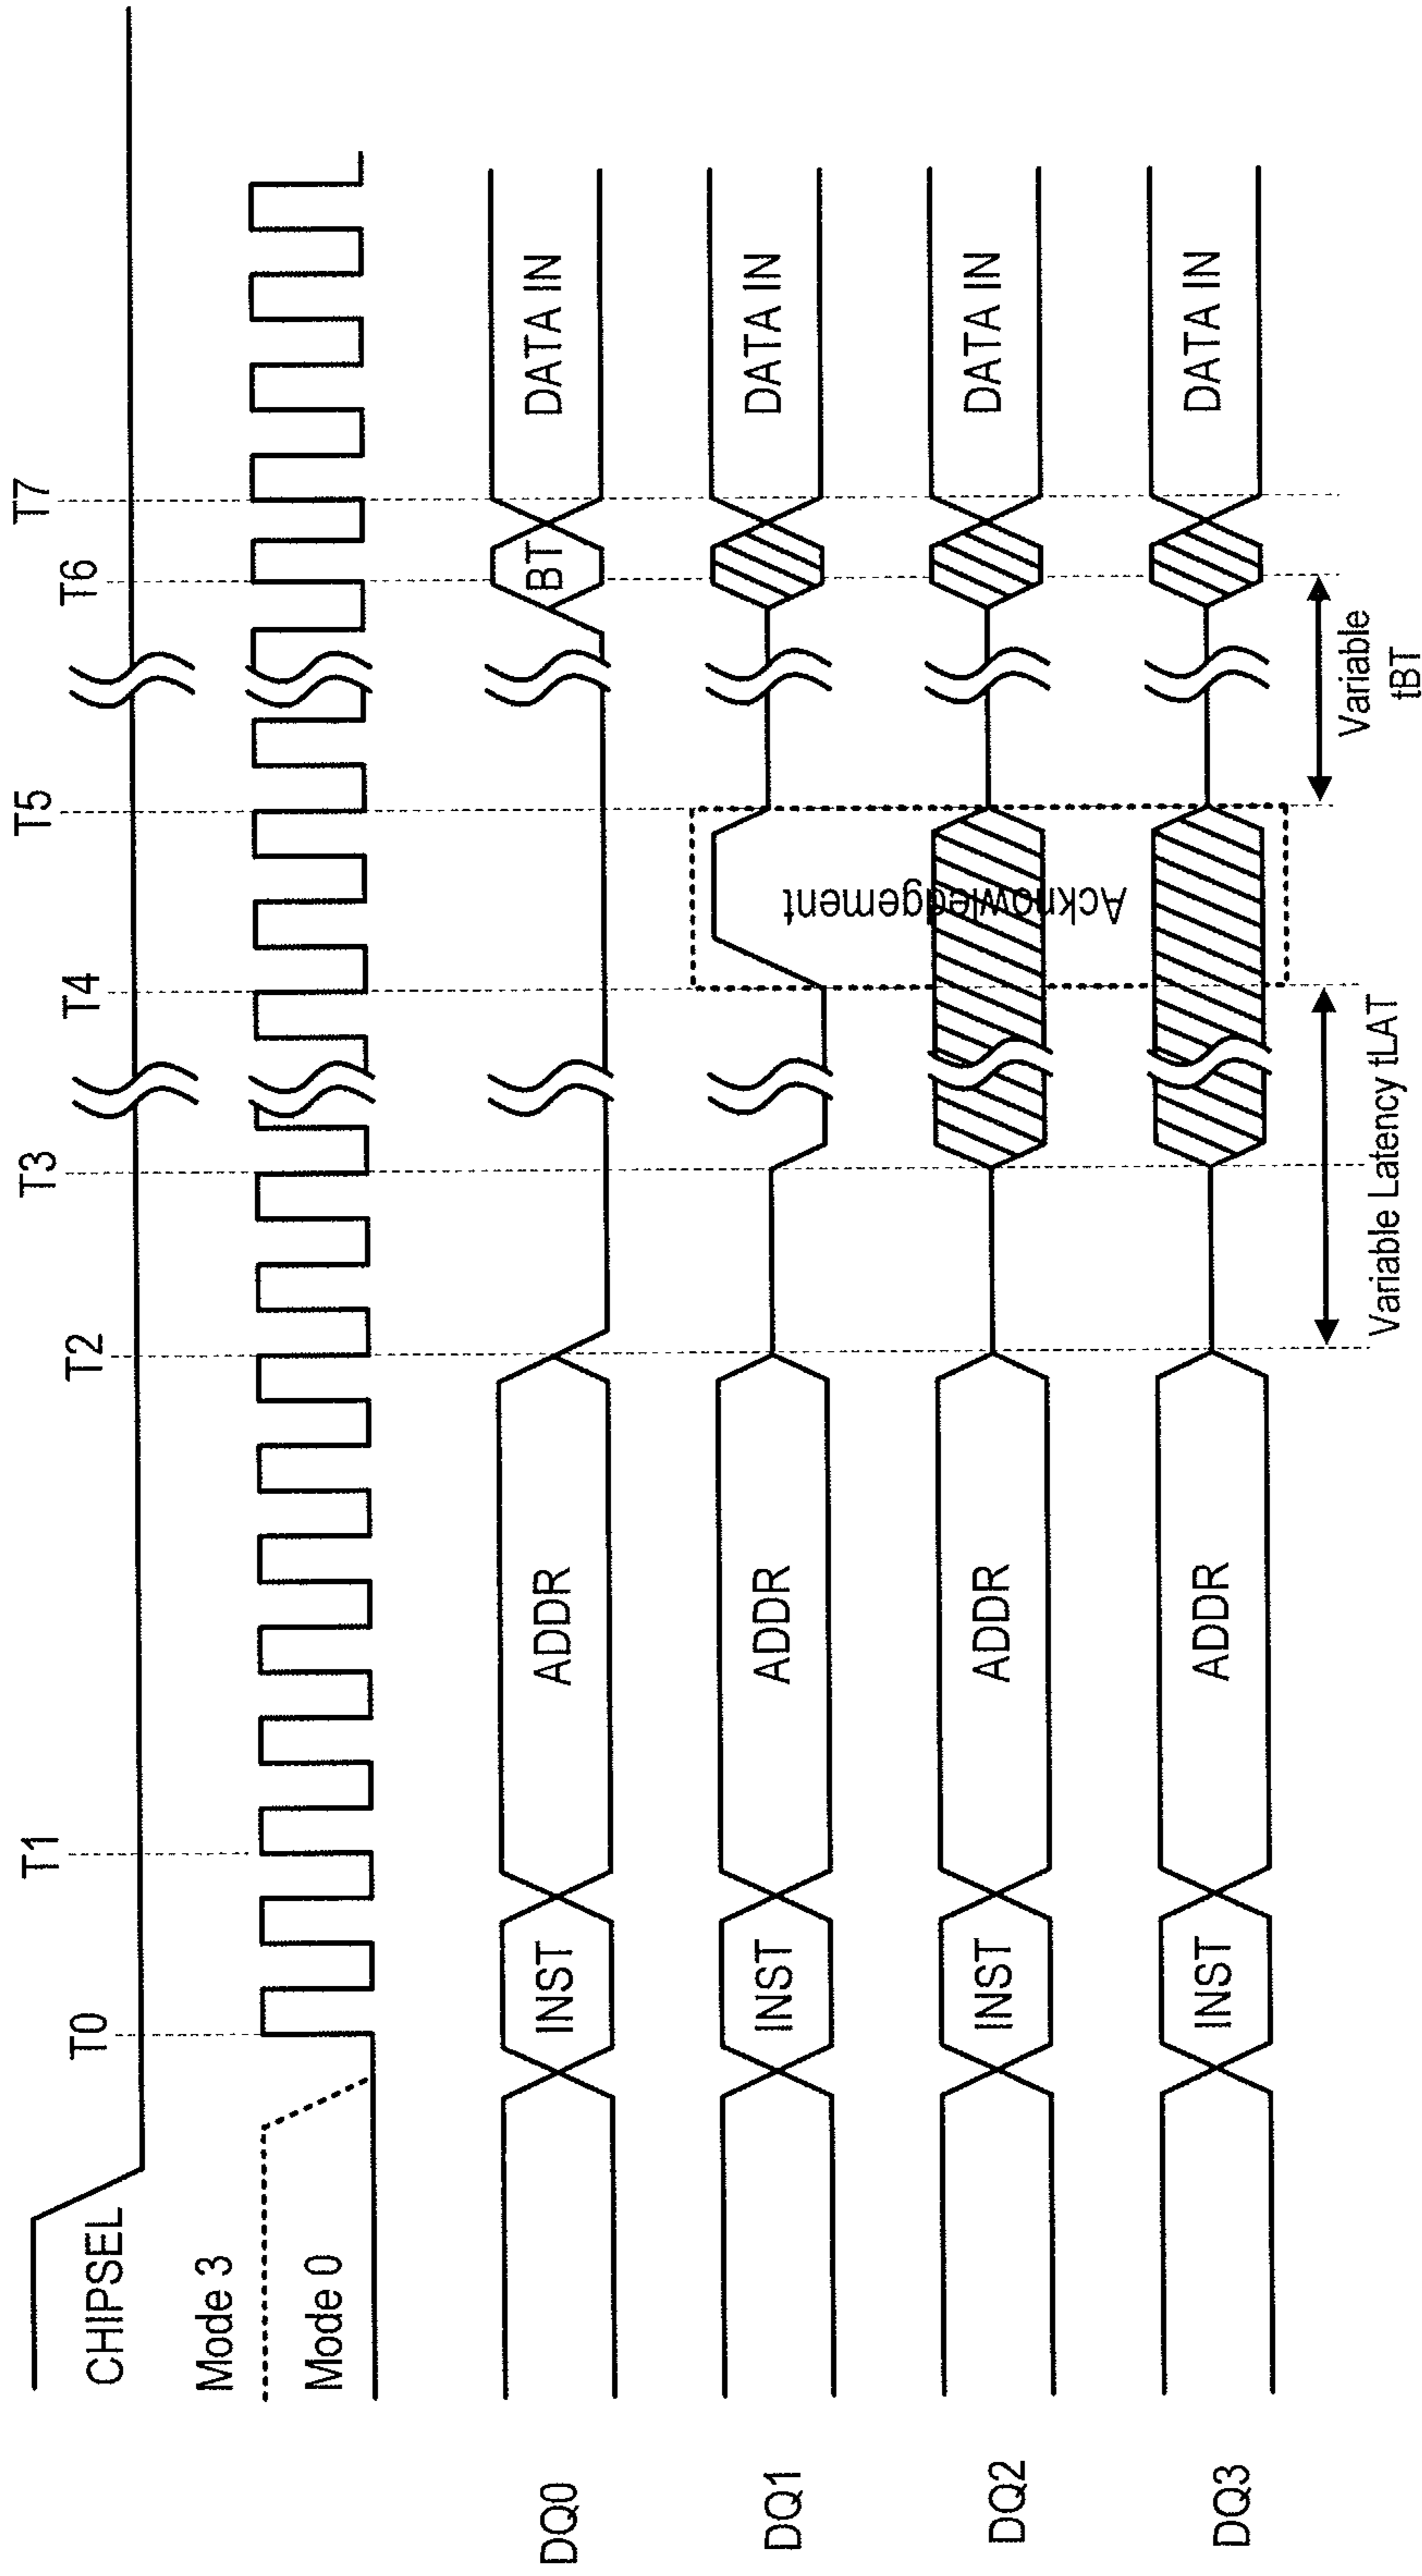 T0 T1 T2 T3 T4 T5 T6 T7
CHIPSEL
Mode 3
Mode 0
DQ0 INST ADDR BT DATA IN
DQ1 INST ADDR DATA IN
Acknowledgement
DQ2 INST ADDR DATA IN
DQ3 INST ADDR DATA IN
Variable Latency tLAT
Variable
tBT